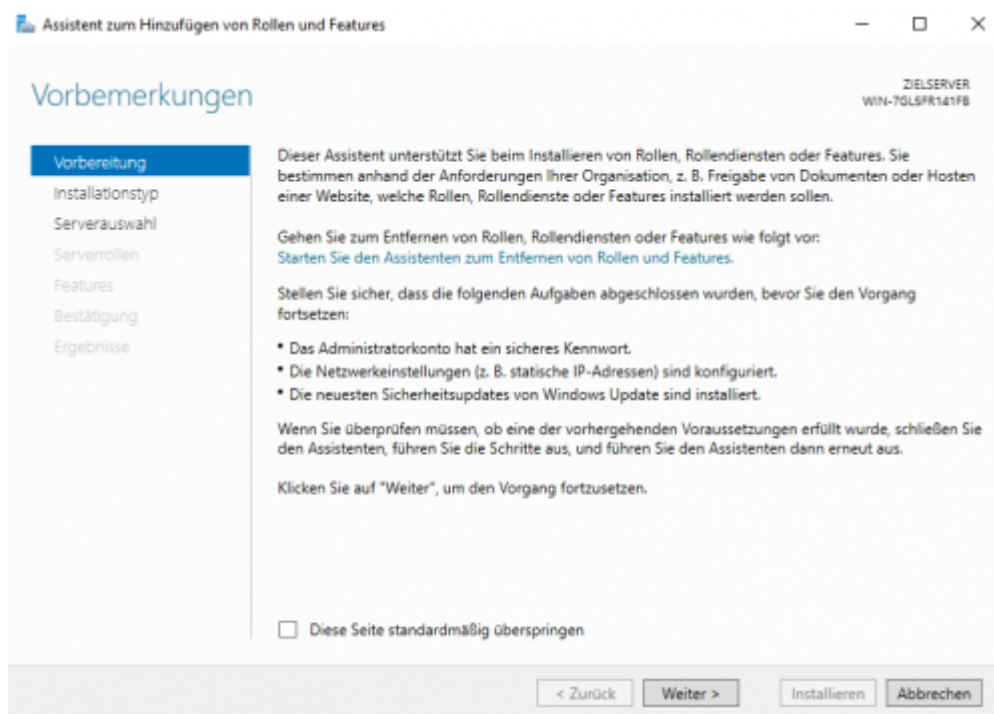 Assistent zum Hinzufügen von Rollen und Features
Vorbemerkungen
ZIELSERVER
WIN-7GLSFR141FB
Vorbereitung
Installationstyp
Serverauswahl
Serverrollen
Features
Bestätigung
Ergebnisse
Dieser Assistent unterstützt Sie beim Installieren von Rollen, Rollendiensten oder Features. Sie
bestimmen anhand der Anforderungen Ihrer Organisation, z. B. Freigabe von Dokumenten oder Hosten
einer Website, welche Rollen, Rollendienste oder Features installiert werden sollen.
Gehen Sie zum Entfernen von Rollen, Rollendiensten oder Features wie folgt vor:
Starten Sie den Assistenten zum Entfernen von Rollen und Features.
Stellen Sie sicher, dass die folgenden Aufgaben abgeschlossen wurden, bevor Sie den Vorgang
fortsetzen:
• Das Administratorkonto hat ein sicheres Kennwort.
• Die Netzwerkeinstellungen (z. B. statische IP-Adressen) sind konfiguriert.
• Die neuesten Sicherheitsupdates von Windows Update sind installiert.
Wenn Sie überprüfen müssen, ob eine der vorhergehenden Voraussetzungen erfüllt wurde, schließen Sie
den Assistenten, führen Sie die Schritte aus, und führen Sie den Assistenten dann erneut aus.
Klicken Sie auf "Weiter", um den Vorgang fortzusetzen.
Diese Seite standardmäßig überspringen
< Zurück Weiter > Installieren Abbrechen